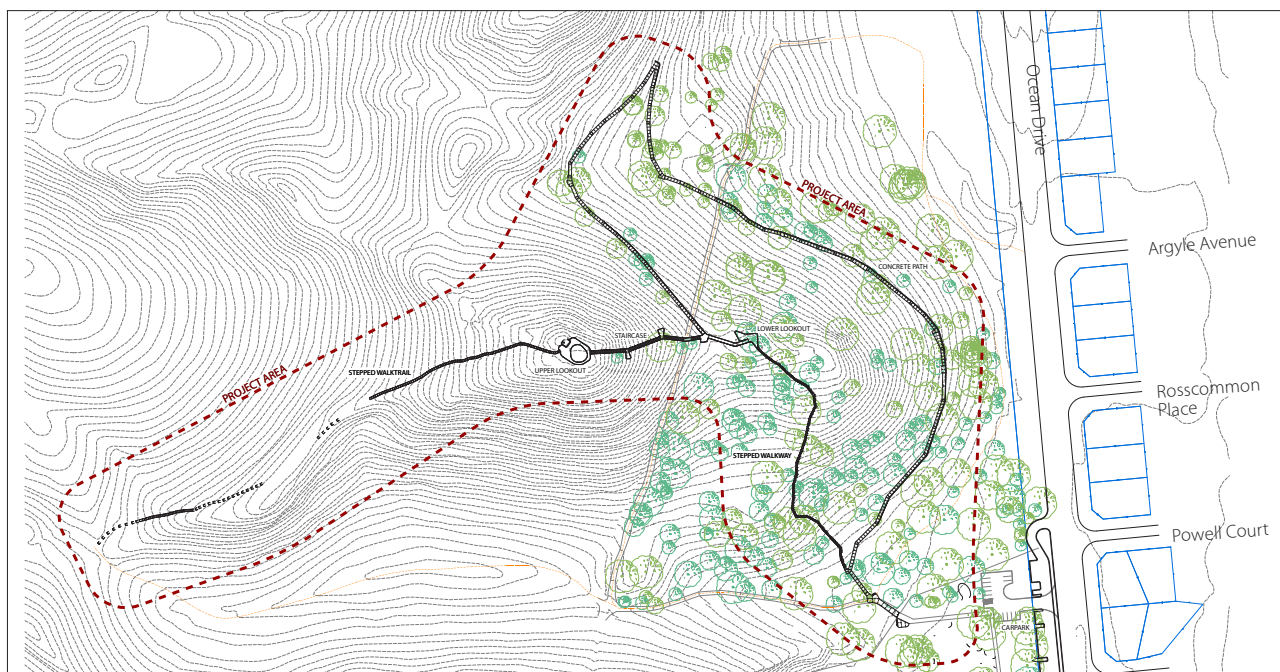 Ocean Drive
PROJECT AREA
Argyle Avenue
CONCRETE PATH
LOWER LOOKOUT
STAIRCASE
UPPER LOOKOUT
STEPPED WALKTRAIL
PROJECT AREA
Rosscommon
Place
STEPPED WALKWAY
Powell Court
CARPARK